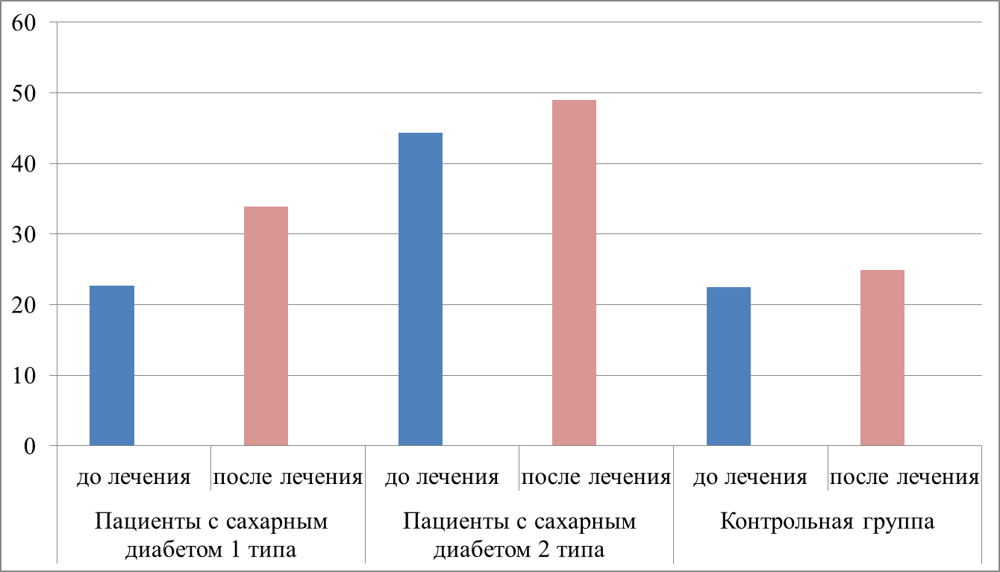 60
50
40
30
20
10
0
до лечения
после лечения
до лечения
после лечения
до лечения
после лечения
Пациенты с сахарным
диабетом 1 типа
Пациенты с сахарным
диабетом 2 типа
Контрольная группа